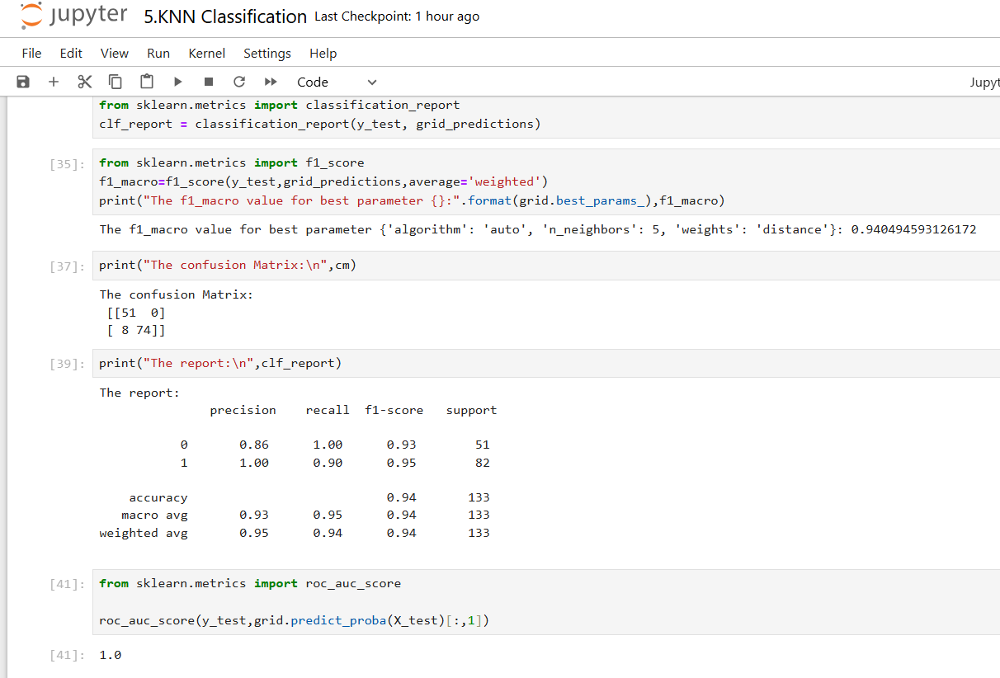 jupyter 5.KNN Classification Last Checkpoint: 1 hour ago
File Edit View Run Kernel Settings Help
Code
Jupyt
from sklearn.metrics import classification_report
clf_report = classification_report(y_test, grid_predictions)
[35]: from sklearn.metrics import f1_score
f1_macro=f1_score(y_test,grid_predictions,average='weighted')
print("The f1_macro value for best parameter {}:".format(grid.best_params_),f1_macro)
The f1_macro value for best parameter {'algorithm': 'auto', 'n_neighbors': 5, 'weights': 'distance'}: 0.940494593126172
[37]: print("The confusion Matrix:\n",cm)
The confusion Matrix:
[[51  0]
[ 8 74]]
[39]: print("The report:\n",clf_report)
The report:
precision recall f1-score support
0 0.86 1.00 0.93 51
1 1.00 0.90 0.95 82
accuracy 0.94 133
macro avg 0.93 0.95 0.94 133
weighted avg 0.95 0.94 0.94 133
[41]: from sklearn.metrics import roc_auc_score
roc_auc_score(y_test,grid.predict_proba(X_test)[:,1])
[41]: 1.0